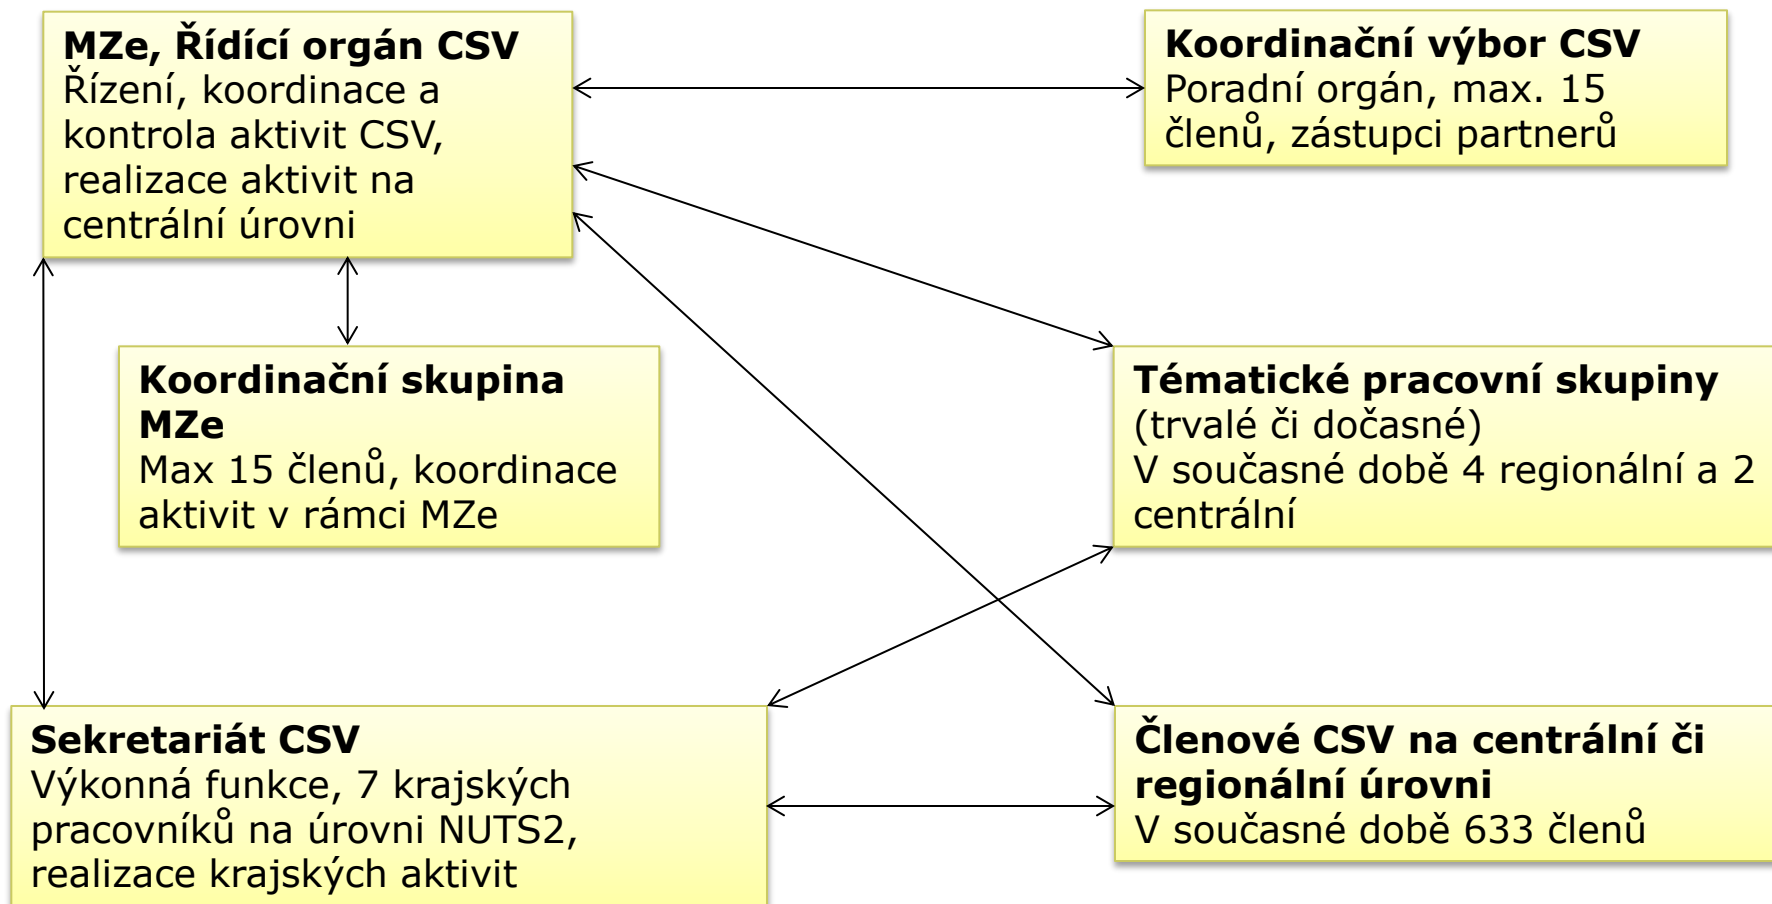 MZe, Řídící orgán CSV
Řízení, koordinace a
kontrola aktivit CSV,
realizace aktivit na
centrální úrovni
Koordinační výbor CSV
Poradní orgán, max. 15
členů, zástupci partnerů
Koordinační skupina
MZe
Max 15 členů, koordinace
aktivit v rámci MZe
Tématické pracovní skupiny
(trvalé či dočasné)
V současné době 4 regionální a 2
centrální
Sekretariát CSV
Výkonná funkce, 7 krajských
pracovníků na úrovni NUTS2,
realizace krajských aktivit
Členové CSV na centrální či
regionální úrovni
V současné době 633 členů